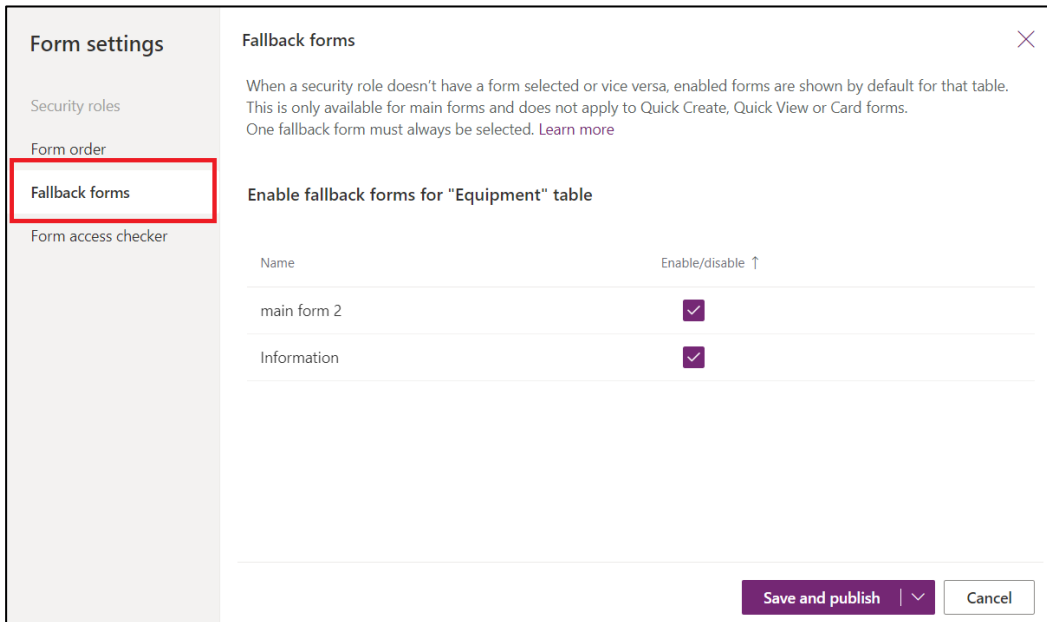 Form settings
Security roles
Form order
Fallback forms
Form access checker
Fallback forms
When a security role doesn't have a form selected or vice versa, enabled forms are shown by default for that table.
This is only available for main forms and does not apply to Quick Create, Quick View or Card forms.
One fallback form must always be selected. Learn more
Enable fallback forms for "Equipment" table
Name Enable/disable ↑
main form 2
Information
Save and publish
Cancel